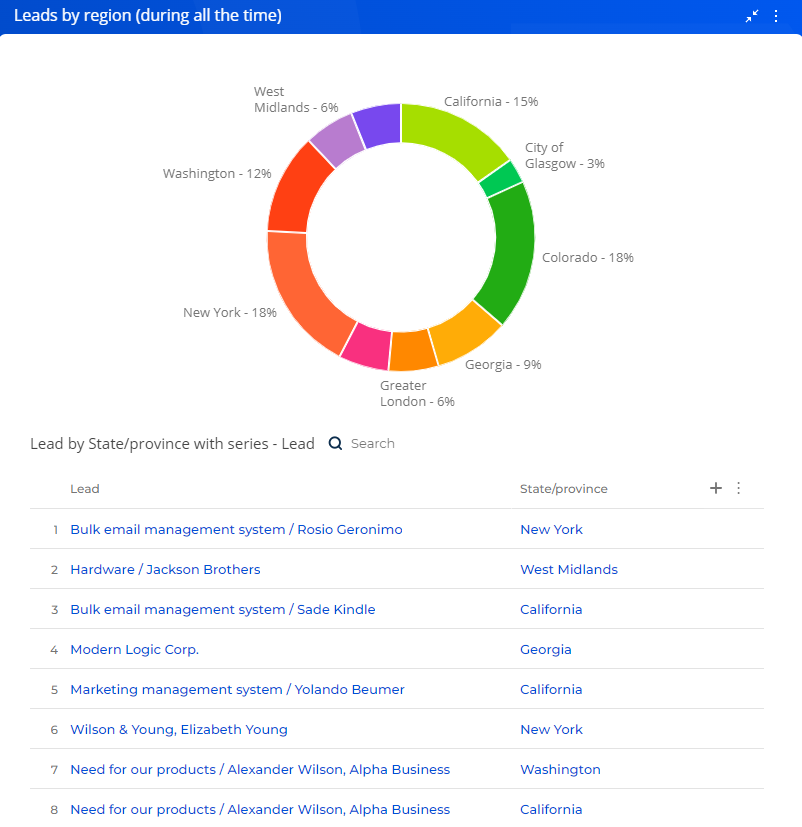 Leads by region (during all the time)
West
Midlands - 6%
California - 15%
City of
Glasgow - 3%
Washington - 12%
Colorado - 18%
New York - 18%
Georgia - 9%
Greater
London - 6%
Lead by State/province with series - Lead Search
Lead State/province
1 Bulk email management system / Rosio Geronimo New York
2 Hardware / Jackson Brothers West Midlands
3 Bulk email management system / Sade Kindle California
4 Modern Logic Corp. Georgia
5 Marketing management system / Yolando Beumer California
6 Wilson & Young, Elizabeth Young New York
7 Need for our products / Alexander Wilson, Alpha Business Washington
8 Need for our products / Alexander Wilson, Alpha Business California